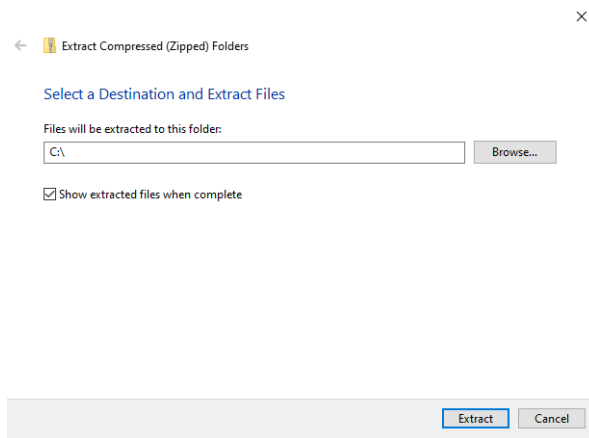 Extract Compressed (Zipped) Folders
Select a Destination and Extract Files
Files will be extracted to this folder:
C:\
Browse...
Show extracted files when complete
Extract
Cancel